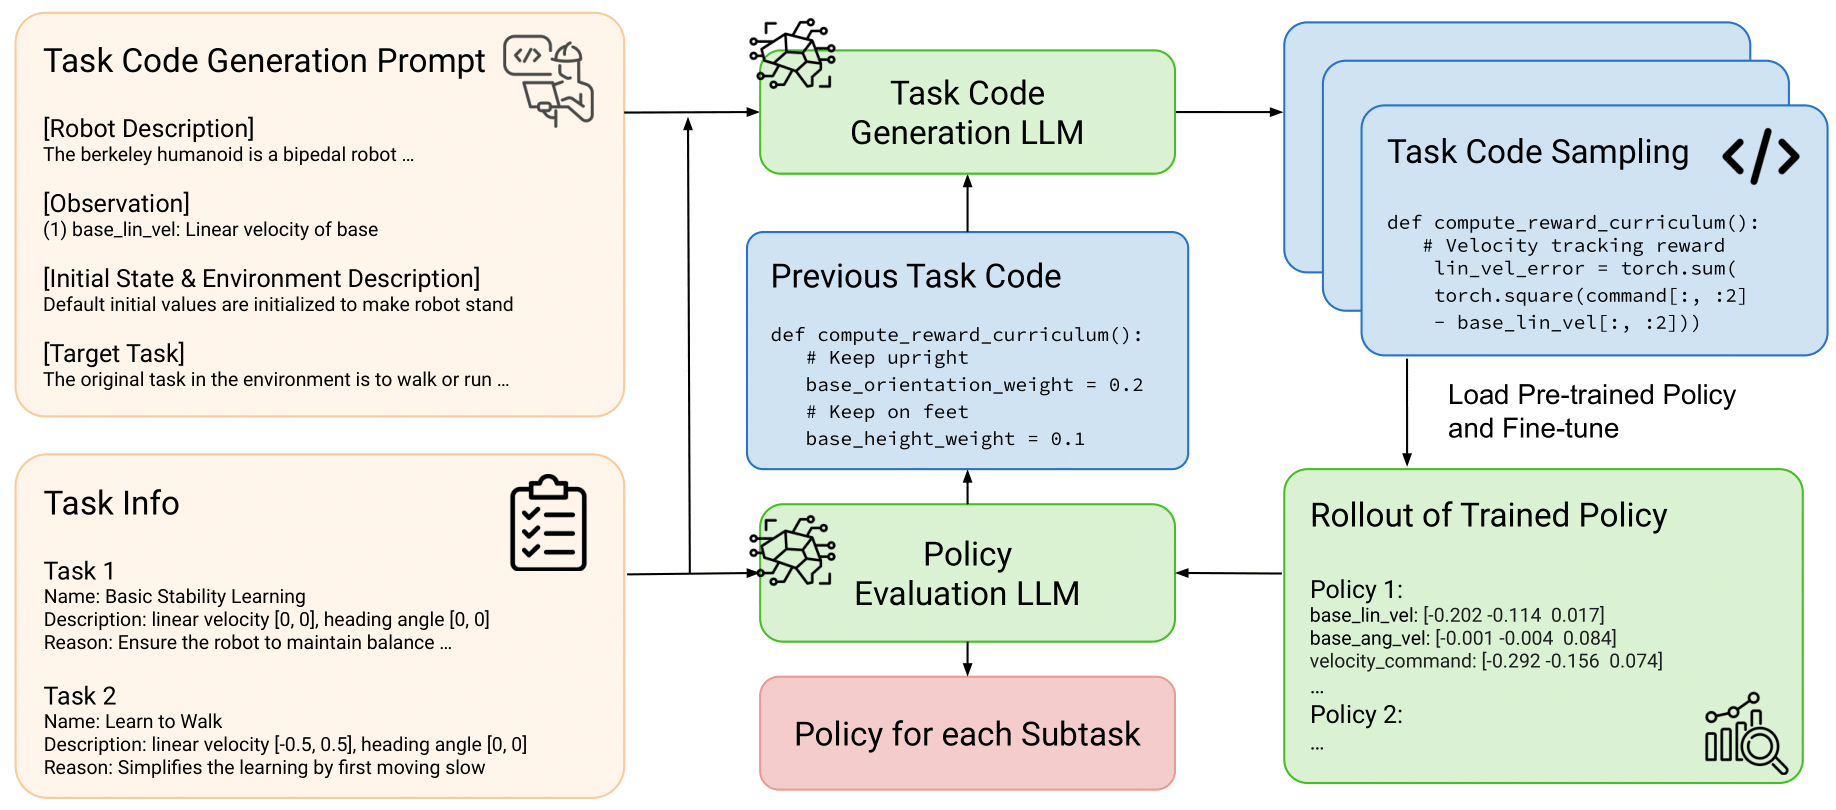 Task Code Generation Prompt
</>
[Robot Description]
The berkeley humanoid is a bipedal robot ...
[Observation]
(1) base_lin_vel: Linear velocity of base
[Initial State & Environment Description]
Default initial values are initialized to make robot stand
[Target Task]
The original task in the environment is to walk or run ...
Task Info
Task 1
Name: Basic Stability Learning
Description: linear velocity [0, 0], heading angle [0, 0]
Reason: Ensure the robot to maintain balance ...
Task 2
Name: Learn to Walk
Description: linear velocity [-0.5, 0.5], heading angle [0, 0]
Reason: Simplifies the learning by first moving slow
Task Code
Generation LLM
Previous Task Code
def compute_reward_curriculum():
# Keep upright
base_orientation_weight = 0.2
# Keep on feet
base_height_weight = 0.1
Policy
Evaluation LLM
Policy for each Subtask
Task Code Sampling
</>
def compute_reward_curriculum():
# Velocity tracking reward
lin_vel_error = torch.sum(
torch.square(command[:, :2]
- base_lin_vel[:, :2]))
Load Pre-trained Policy
and Fine-tune
Rollout of Trained Policy
Policy 1:
base_lin_vel: [-0.202 -0.114 0.017]
base_ang_vel: [-0.001 -0.004 0.084]
velocity_command: [-0.292 -0.156 0.074]
...
Policy 2:
...